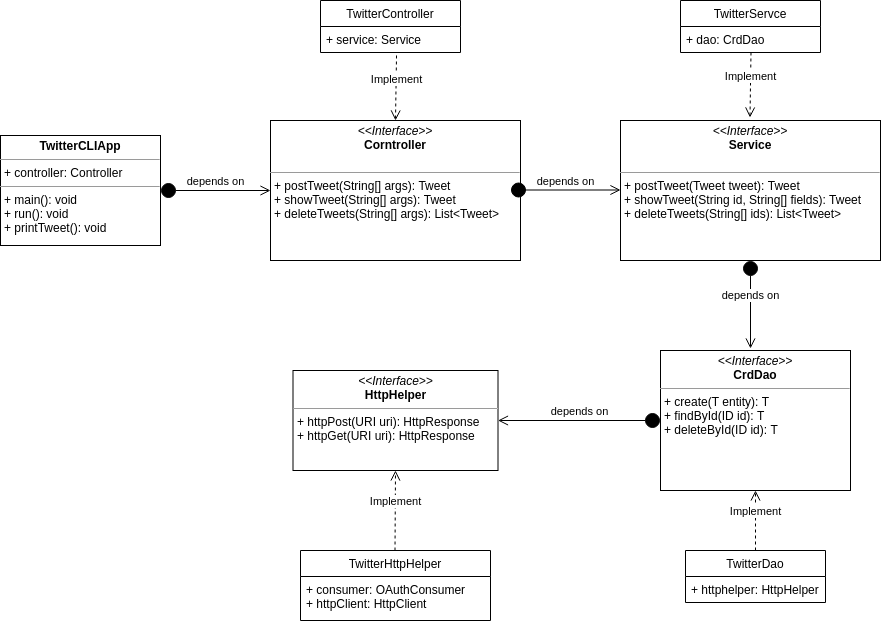 TwitterController
+ service: Service
Implement
TwitterServce
+ dao: CrdDao
Implement
TwitterCLIApp
+ controller: Controller
+ main(): void
+ run(): void
+ printTweet(): void
depends on
<<Interface>>
Corntroller
+ postTweet(String[] args): Tweet
+ showTweet(String[] args): Tweet
+ deleteTweets(String[] args): List<Tweet>
depends on
<<Interface>>
Service
+ postTweet(Tweet tweet): Tweet
+ showTweet(String id, String[] fields): Tweet
+ deleteTweets(String[] ids): List<Tweet>
depends on
<<Interface>>
HttpHelper
+ httpPost(URI uri): HttpResponse
+ httpGet(URI uri): HttpResponse
depends on
<<Interface>>
CrdDao
+ create(T entity): T
+ findById(ID id): T
+ deleteById(ID id): T
Implement
TwitterHttpHelper
+ consumer: OAuthConsumer
+ httpClient: HttpClient
Implement
TwitterDao
+ httphelper: HttpHelper